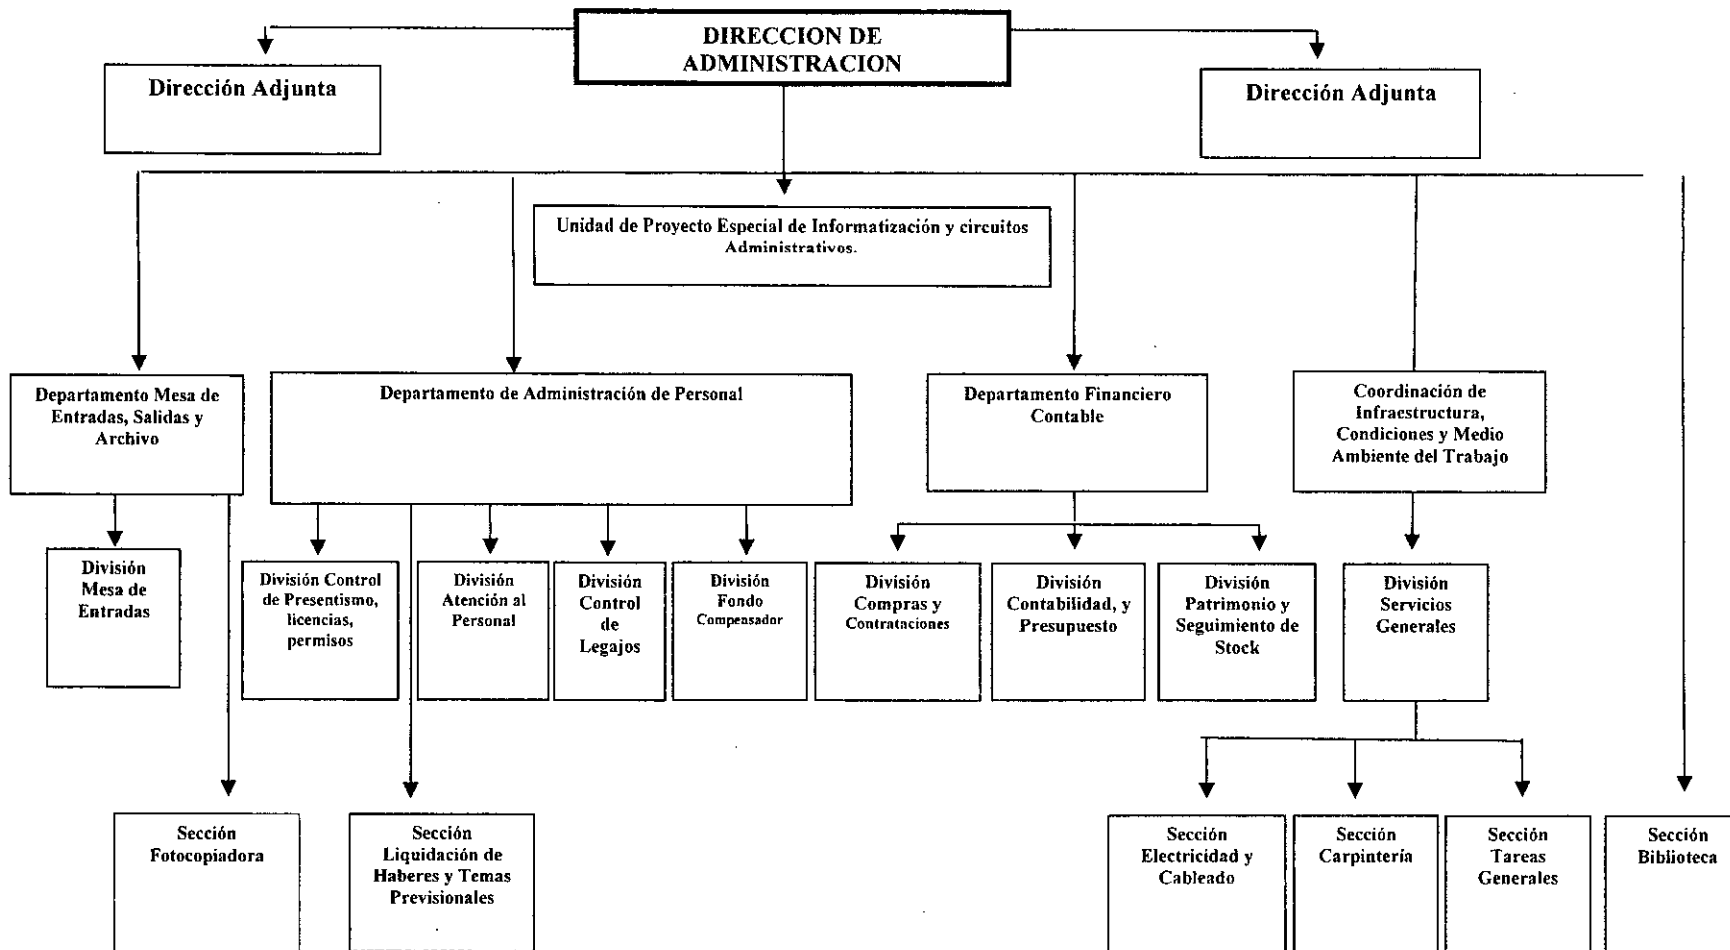 DIRECCION DE
ADMINISTRACION
Dirección Adjunta
Dirección Adjunta
Unidad de Proyecto Especial de Informatización y circuitos
Administrativos.
Departamento Mesa de
Entradas, Salidas y
Archivo
Departamento de Administración de Personal
Departamento Financiero
Contable
Coordinación de
Infraestructura,
Condiciones y Medio
Ambiente del Trabajo
División
Mesa de
Entradas
División Control
de Presentismo,
licencias,
permisos
División
Atención al
Personal
División
Control
de
Legajos
División
Fondo
Compensador
División
Compras y
Contrataciones
División
Contabilidad, y
Presupuesto
División
Patrimonio y
Seguimiento de
Stock
División
Servicios
Generales
Sección
Fotocopiadora
Sección
Liquidación de
Haberes y Temas
Previsionales
Sección
Electricidad y
Cableado
Sección
Carpintería
Sección
Tareas
Generales
Sección
Biblioteca